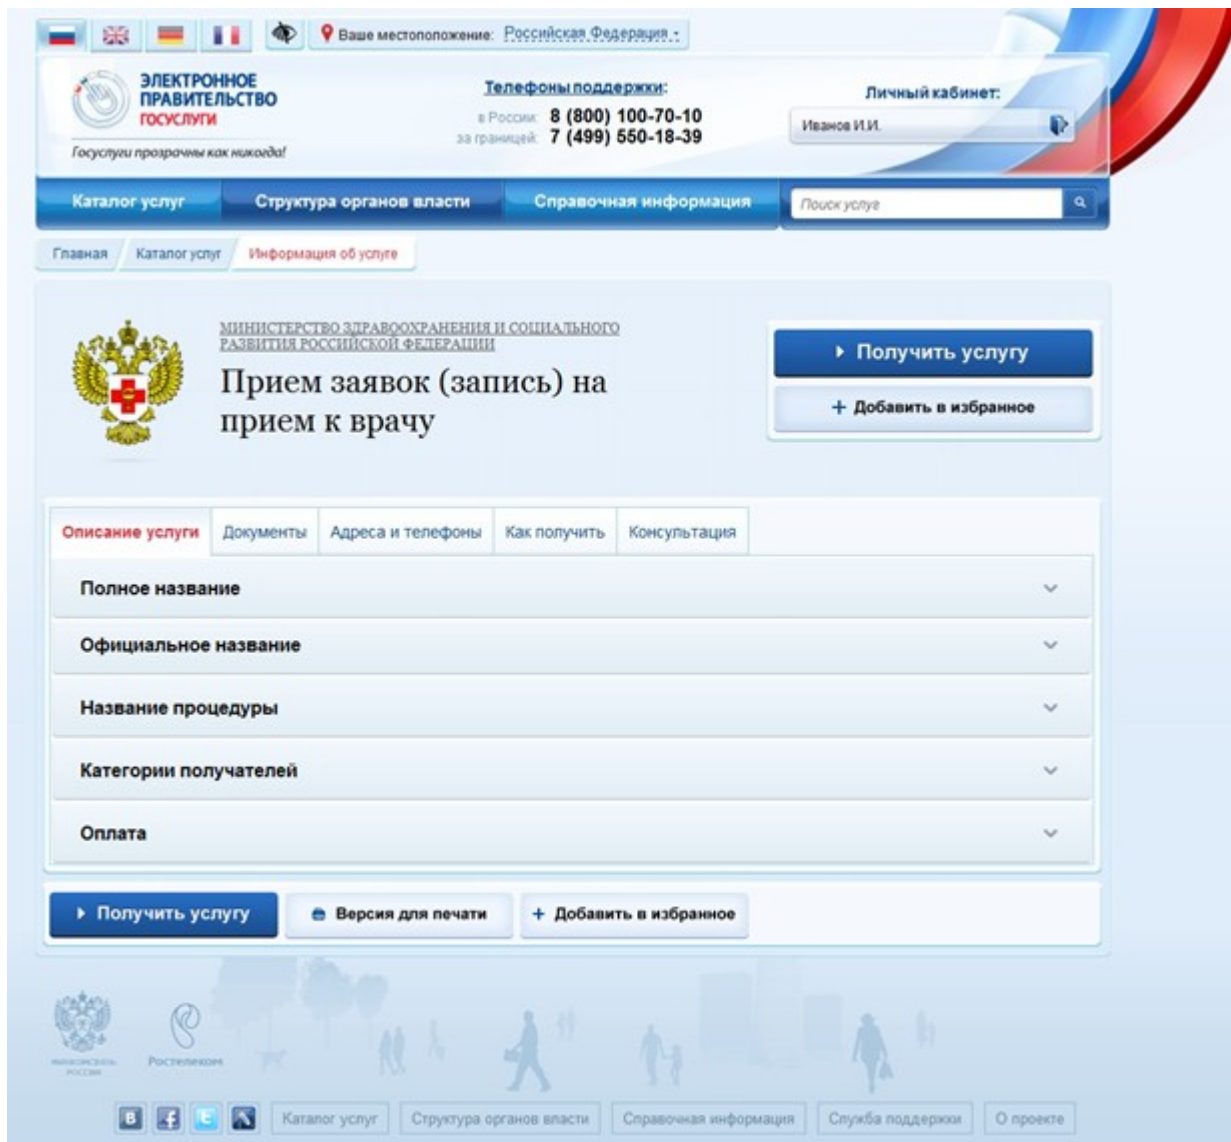 Ваше местоположение: Российская Федерация
ЭЛЕКТРОННОЕ
ПРАВИТЕЛЬСТВО
ГОСУСЛУГИ
Госуслуги прозрачны как никогда!
Телефоны поддержки:
в России: 8 (800) 100-70-10
за границей: 7 (499) 550-18-39
Личный кабинет:
Иванов И.И.
Каталог услуг
Структура органов власти
Справочная информация
Поиск услуг
Главная
Каталог услуг
Информация об услуге
МИНИСТЕРСТВО ЗДРАВООХРАНЕНИЯ И СОЦИАЛЬНОГО
РАЗВИТИЯ РОССИЙСКОЙ ФЕДЕРАЦИИ
Прием заявок (запись) на
прием к врачу
Получить услугу
+ Добавить в избранное
Описание услуги
Документы
Адреса и телефоны
Как получить
Консультация
Полное название
Официальное название
Название процедуры
Категории получателей
Оплата
Получить услугу
Версия для печати
+ Добавить в избранное
РОССИИ
Ростелеком
В
Каталог услуг
Структура органов власти
Справочная информация
Служба поддержки
О проекте